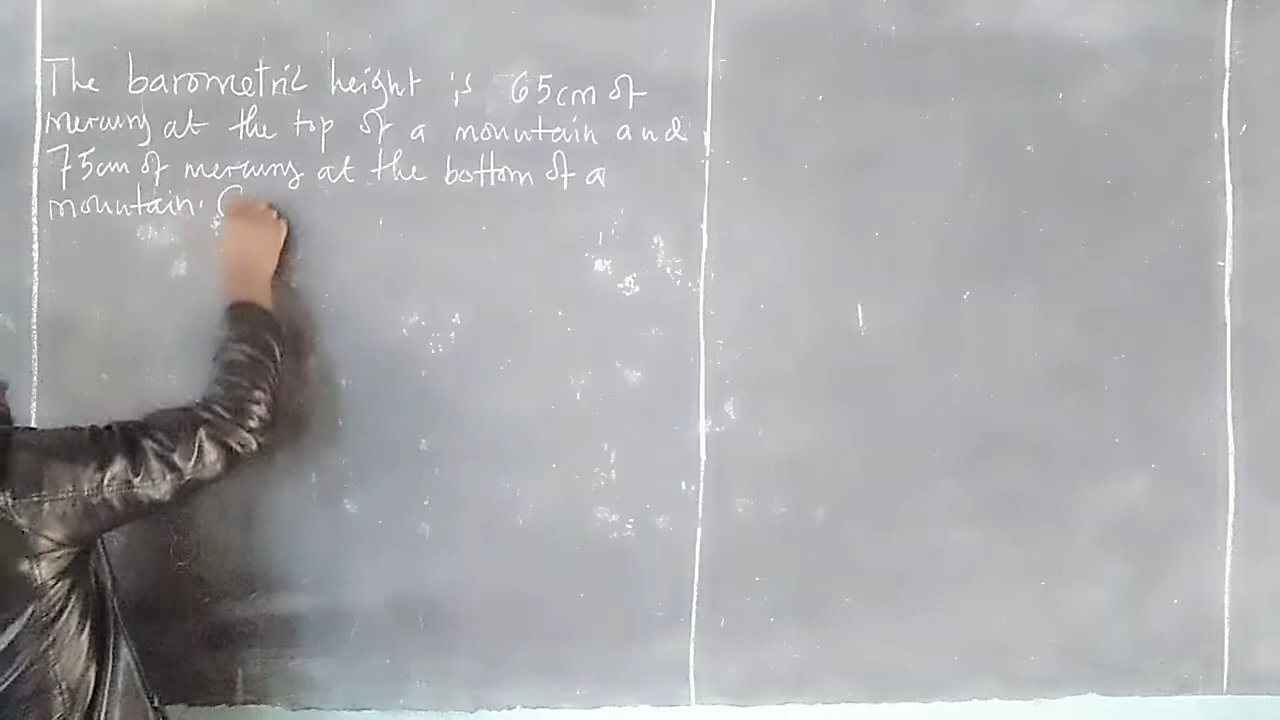 The barometric height is 65cm of
mercury at the top of a mountain and
75cm of mercury at the bottom of a
mountain. C